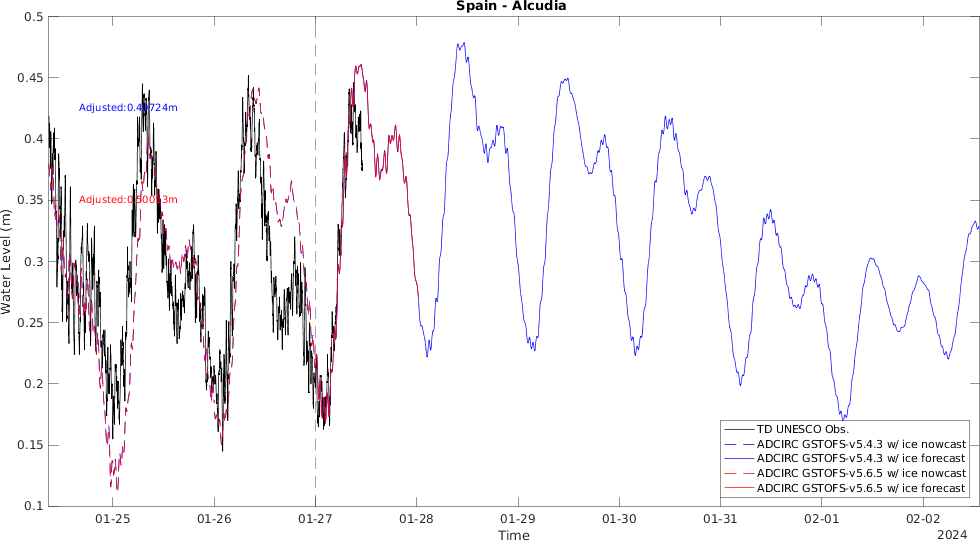 Spain - Alcudia
0.5
0.45
0.4
0.35
0.3
0.25
0.2
0.15
0.1
Water Level (m)
01-25
01-26
01-27
01-28
01-29
01-30
01-31
02-01
02-02
Time
2024
TD UNESCO Obs.
ADCIRC GSTOFS-v5.4.3 w/ ice nowcast
ADCIRC GSTOFS-v5.4.3 w/ ice forecast
ADCIRC GSTOFS-v5.6.5 w/ ice nowcast
ADCIRC GSTOFS-v5.6.5 w/ ice forecast